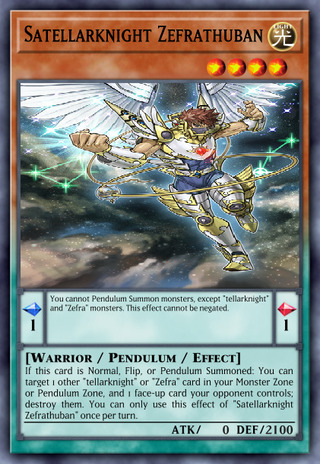 Satellarknight Zefrathuban
LIGHT
光
You cannot Pendulum Summon monsters, except "tellarknight"
and "Zefra" monsters. This effect cannot be negated.
1 1
[Warrior / Pendulum / Effect]
If this card is Normal, Flip, or Pendulum Summoned: You can
target 1 other "tellarknight" or "Zefra" card in your Monster Zone
or Pendulum Zone, and 1 face-up card your opponent controls;
destroy them. You can only use this effect of "Satellarknight
Zefrathuban" once per turn.
ATK/ 0 DEF/2100